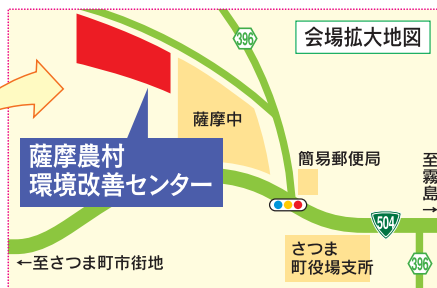 396
会場拡大地図
薩摩中
薩摩農村
環境改善センター
簡易郵便局
至霧島→
504
さつま
町役場支所
←至さつま町市街地
396